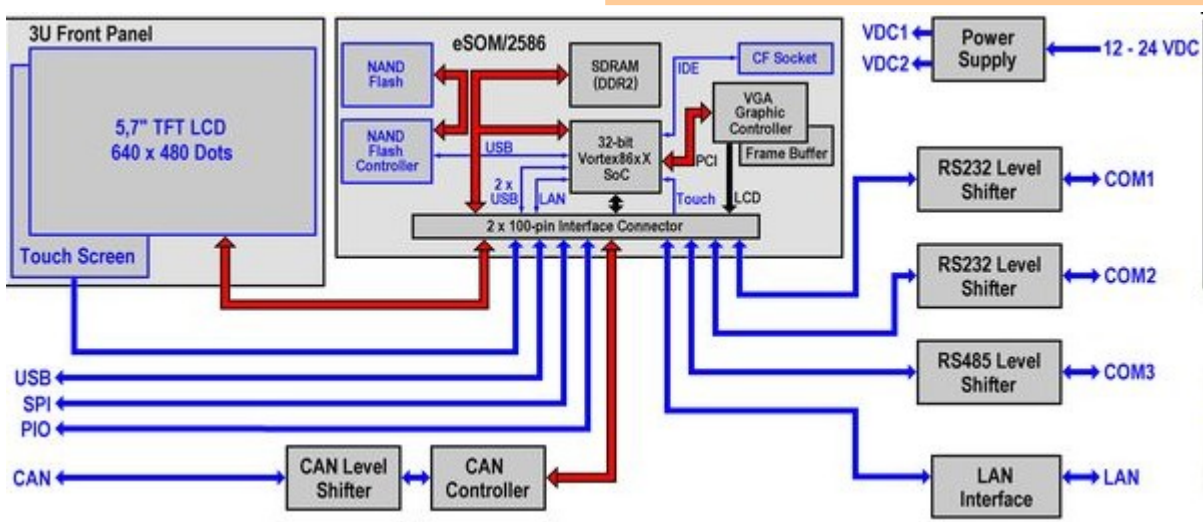 3U Front Panel
5,7" TFT LCD
640 x 480 Dots
Touch Screen
eSOM/2586
NAND
Flash
NAND
Flash
Controller
SDRAM
(DDR2)
32-bit
Vortex86xX
SoC
IDE
CF Socket
VGA
Graphic
Controller
Frame Buffer
USB
2 x
USB
LAN
PCI
Touch
LCD
2 x 100-pin Interface Connector
VDC1
VDC2
Power
Supply
12 - 24 VDC
RS232 Level
Shifter
COM1
RS232 Level
Shifter
COM2
RS485 Level
Shifter
COM3
LAN
Interface
LAN
USB
SPI
PIO
CAN
CAN Level
Shifter
CAN
Controller